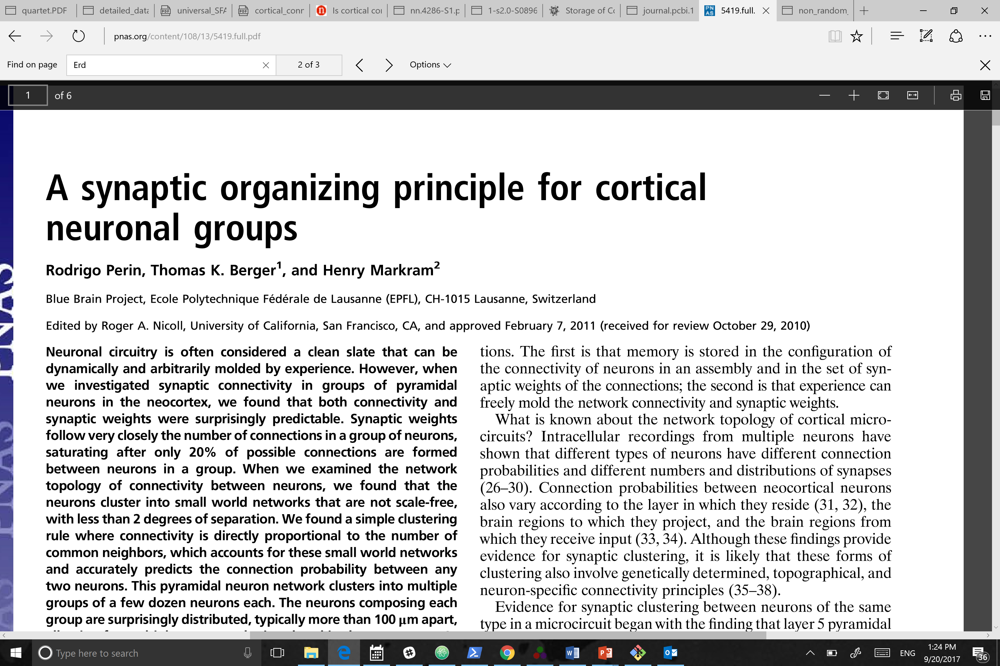 quartet.PDF detailed_data universal_SFA cortical_conn Is cortical co nn.4286-S1.p 1-s2.0-S0896 Storage of Co journal.pcbi.1 5419.full. non_random_
pnas.org/content/108/13/5419.full.pdf
Find on page Erd 2 of 3 Options
1 of 6
A synaptic organizing principle for cortical
neuronal groups
Rodrigo Perin, Thomas K. Berger1, and Henry Markram2
Blue Brain Project, Ecole Polytechnique Fédérale de Lausanne (EPFL), CH-1015 Lausanne, Switzerland
Edited by Roger A. Nicoll, University of California, San Francisco, CA, and approved February 7, 2011 (received for review October 29, 2010)
Neuronal circuitry is often considered a clean slate that can be
dynamically and arbitrarily molded by experience. However, when
we investigated synaptic connectivity in groups of pyramidal
neurons in the neocortex, we found that both connectivity and
synaptic weights were surprisingly predictable. Synaptic weights
follow very closely the number of connections in a group of neurons,
saturating after only 20% of possible connections are formed
between neurons in a group. When we examined the network
topology of connectivity between neurons, we found that the
neurons cluster into small world networks that are not scale-free,
with less than 2 degrees of separation. We found a simple clustering
rule where connectivity is directly proportional to the number of
common neighbors, which accounts for these small world networks
and accurately predicts the connection probability between any
two neurons. This pyramidal neuron network clusters into multiple
groups of a few dozen neurons each. The neurons composing each
group are surprisingly distributed, typically more than 100 μm apart,
tions. The first is that memory is stored in the configuration of
the connectivity of neurons in an assembly and in the set of syn-
aptic weights of the connections; the second is that experience can
freely mold the network connectivity and synaptic weights.
What is known about the network topology of cortical micro-
circuits? Intracellular recordings from multiple neurons have
shown that different types of neurons have different connection
probabilities and different numbers and distributions of synapses
(26–30). Connection probabilities between neocortical neurons
also vary according to the layer in which they reside (31, 32), the
brain regions to which they project, and the brain regions from
which they receive input (33, 34). Although these findings provide
evidence for synaptic clustering, it is likely that these forms of
clustering also involve genetically determined, topographical, and
neuron-specific connectivity principles (35–38).
Evidence for synaptic clustering between neurons of the same
type in a microcircuit began with the finding that layer 5 pyramidal
Type here to search
ENG
1:24 PM
9/20/2017
36